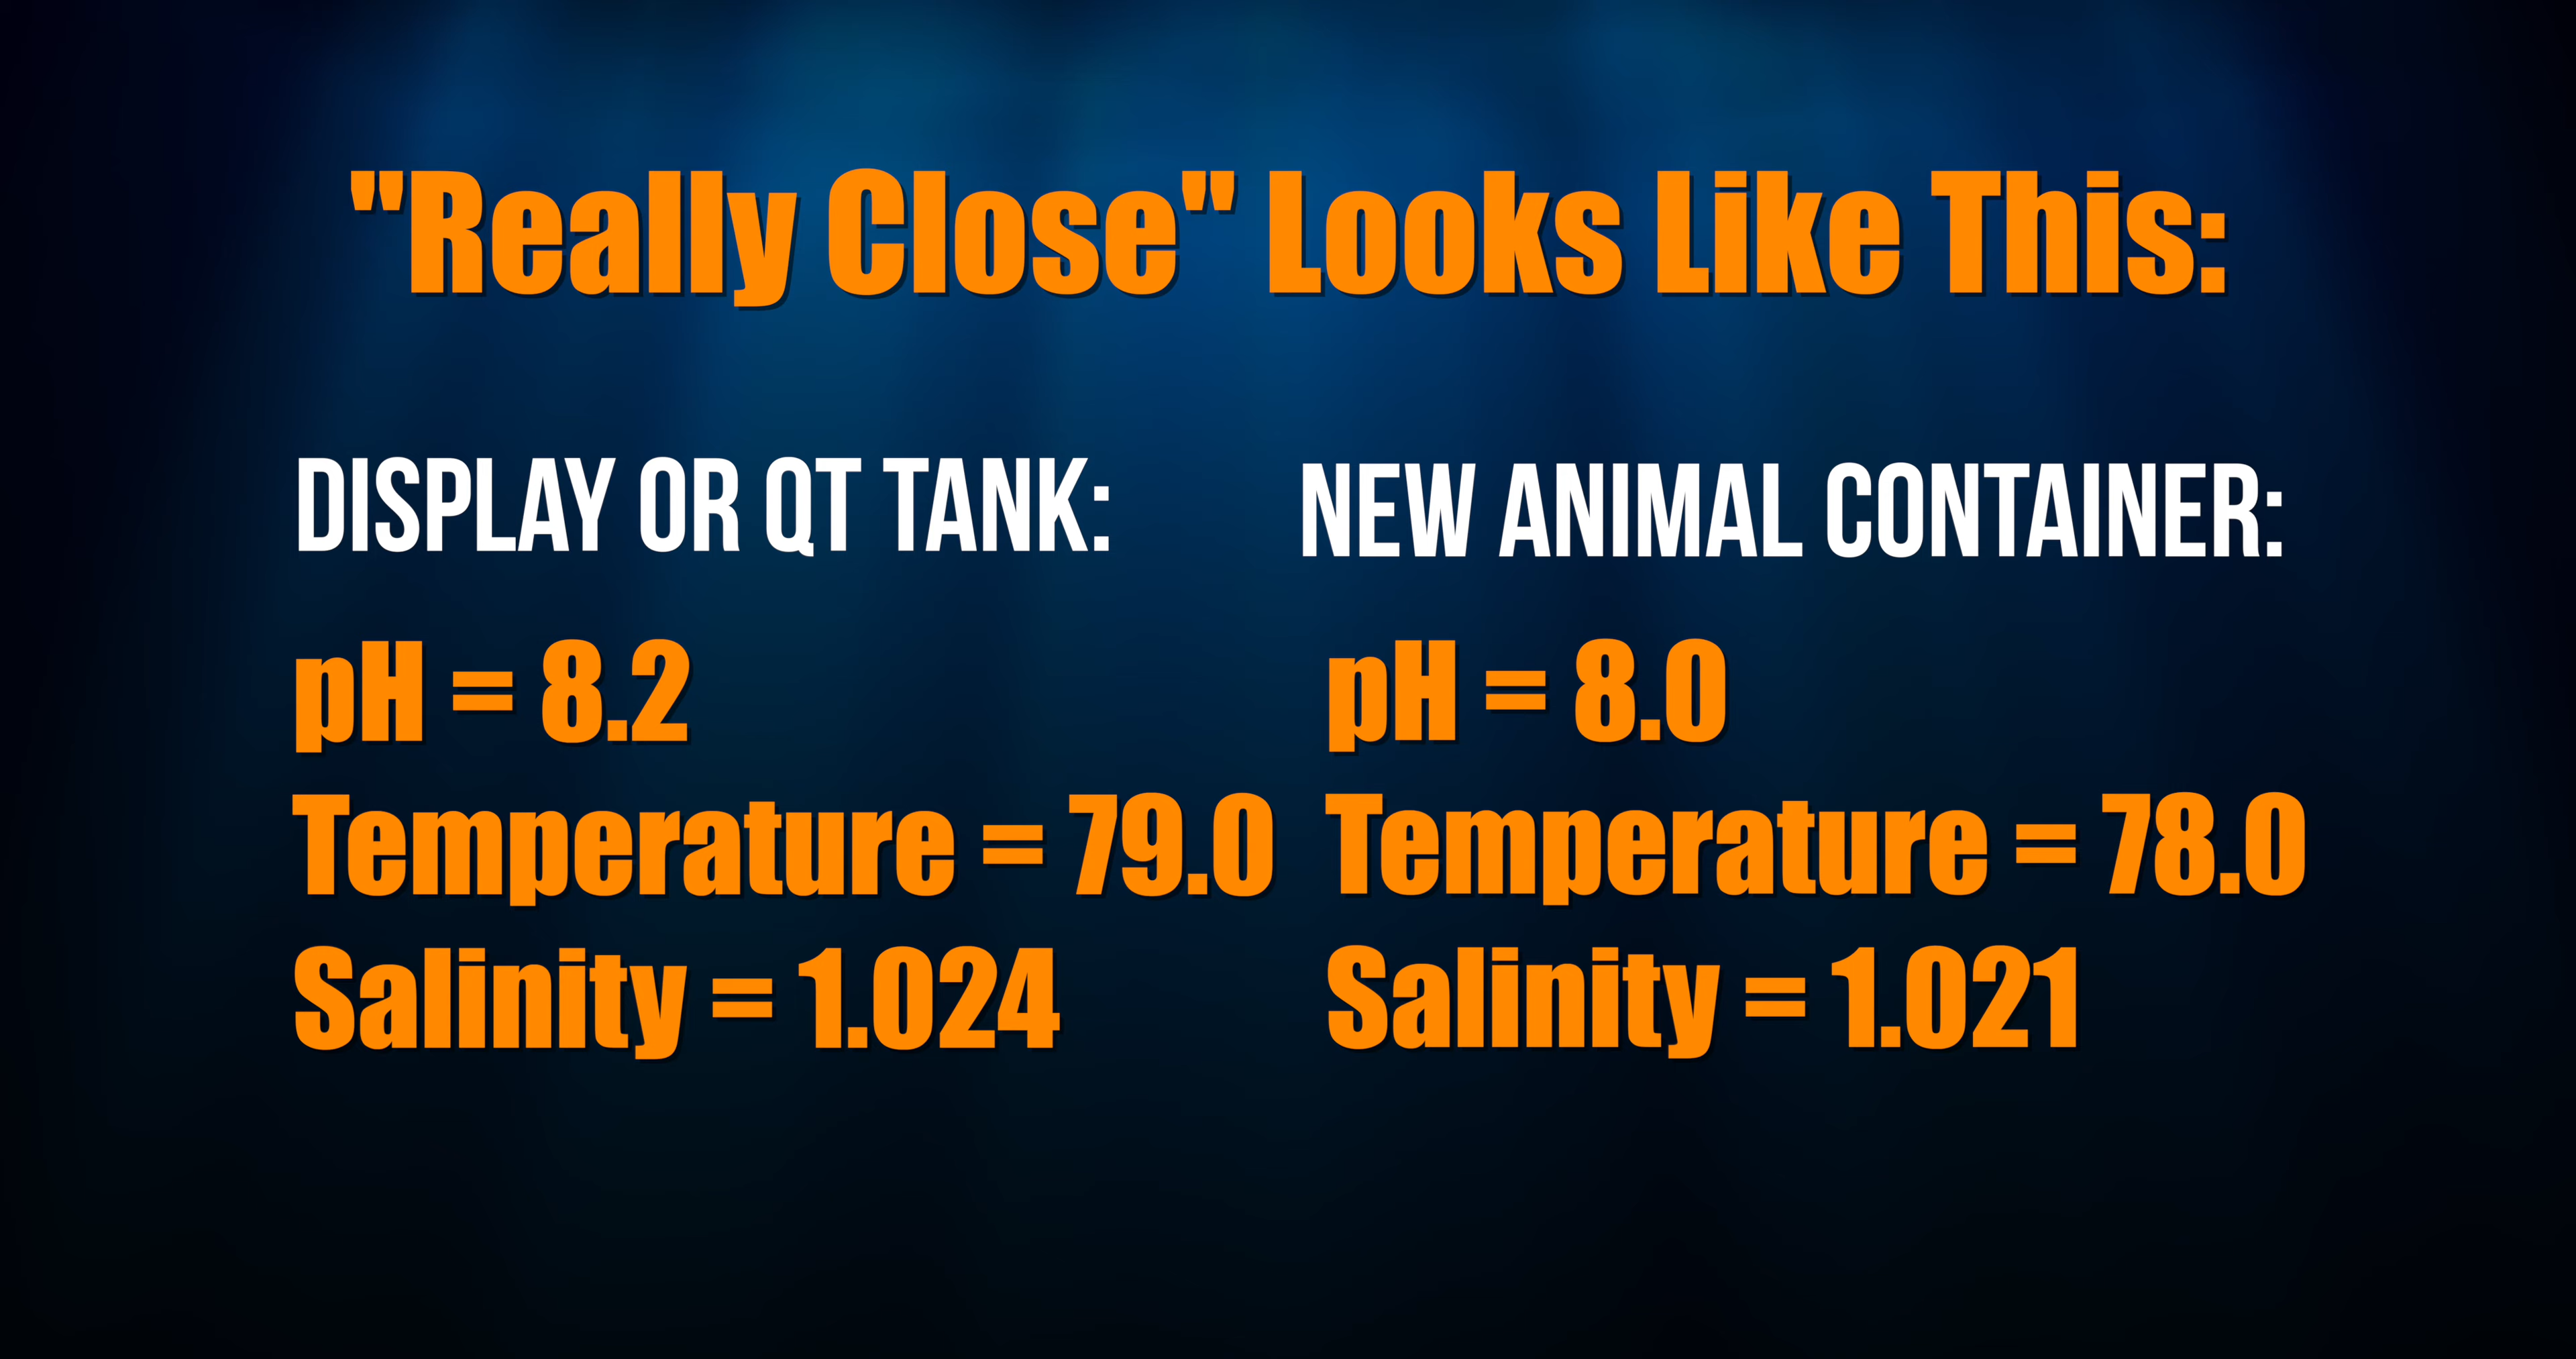 "Really Close" Looks Like This:
DISPLAY OR QT TANK:
pH = 8.2
Temperature = 79.0
Salinity = 1.024
NEW ANIMAL CONTAINER:
pH = 8.0
Temperature = 78.0
Salinity = 1.021